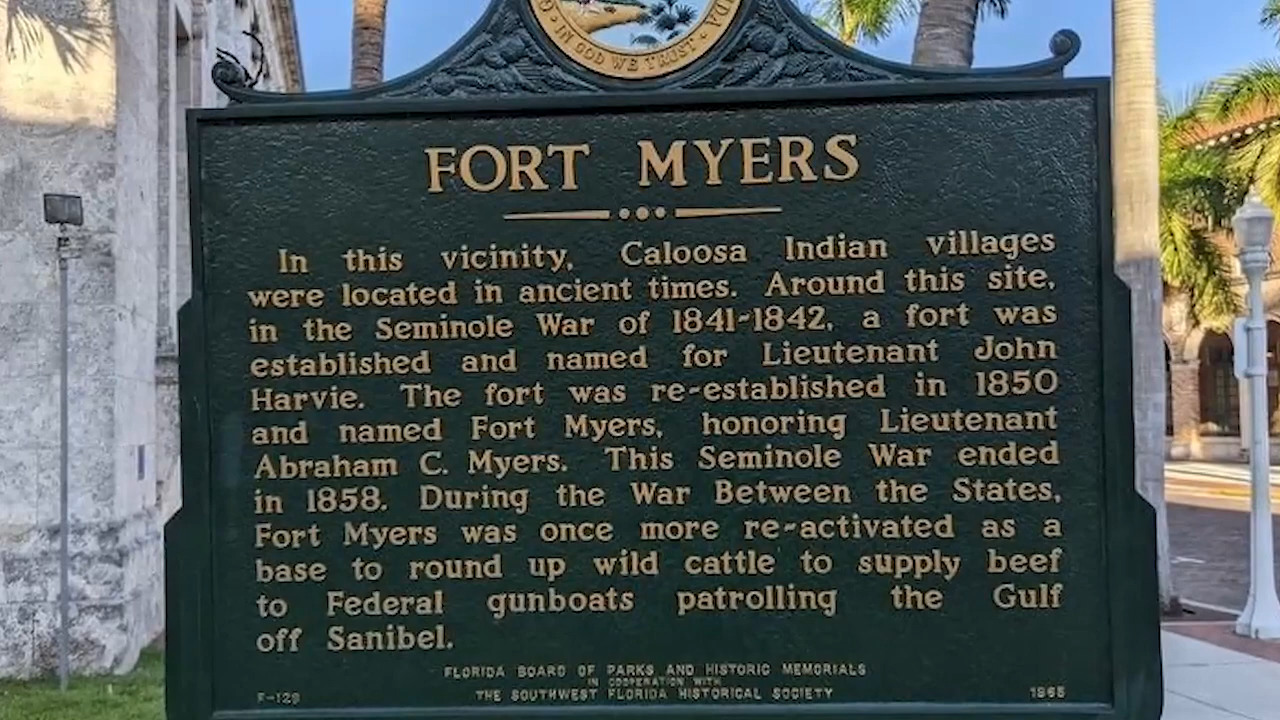 IN GOD WE TRUST
FORT MYERS
In this vicinity, Caloosa Indian villages
were located in ancient times. Around this site,
in the Seminole War of 1841-1842, a fort was
established and named for Lieutenant John
Harvie. The fort was re-established in 1850
and named Fort Myers, honoring Lieutenant
Abraham C. Myers. This Seminole War ended
in 1858. During the War Between the States,
Fort Myers was once more re-activated as a
base to round up wild cattle to supply beef
to Federal gunboats patrolling the Gulf
off Sanibel.
FLORIDA BOARD OF PARKS AND HISTORIC MEMORIALS
IN COOPERATION WITH
THE SOUTHWEST FLORIDA HISTORICAL SOCIETY
F-129 1965